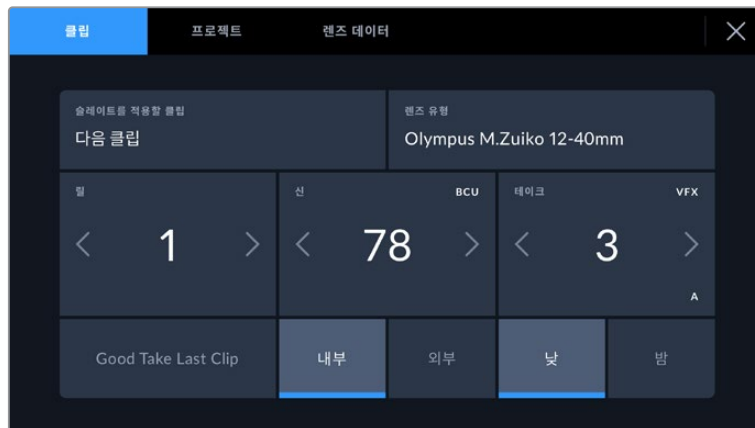 클립 프로젝트 렌즈 데이터
슬레이트를 적용할 클립
다음 클립
렌즈 유형
Olympus M.Zuiko 12-40mm
릴
1
신 BCU
78
테이크 VFX
3
A
Good Take Last Clip 내부 외부 낮 밤